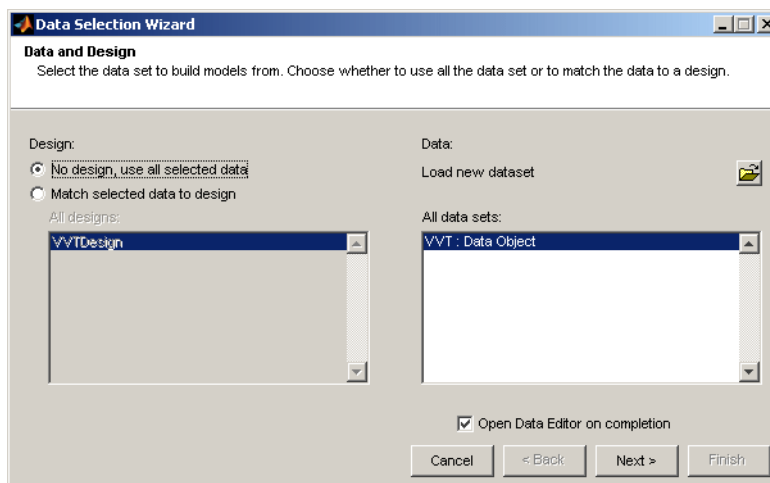 Data Selection Wizard
Data and Design
Select the data set to build models from. Choose whether to use all the data set or to match the data to a design.
Design:
No design, use all selected data
Match selected data to design
All designs:
VVTDesign
Data:
Load new dataset
All data sets:
VVT : Data Object
Open Data Editor on completion
Cancel
< Back
Next >
Finish